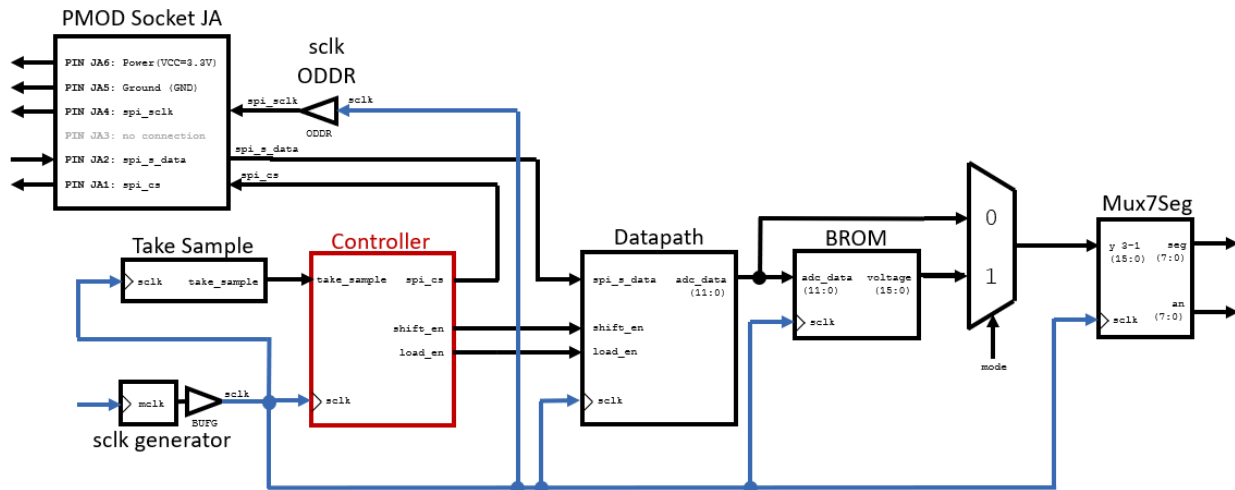 PMOD Socket JA
PIN JA6: Power(VCC=3.3V)
PIN JA5: Ground (GND)
PIN JA4: spi_sclk
PIN JA3: no connection
PIN JA2: spi_s_data
PIN JA1: spi_cs
sclk
ODDR
spi_sclk
sclk
ODDR
spi_s_data
spi_cs
Take Sample
sclk
take_sample
Controller
take_sample
spi_cs
shift_en
load_en
sclk
mclk
sclk
BUFG
sclk generator
Datapath
spi_s_data
adc_data
(11:0)
shift_en
load_en
sclk
BROM
adc_data
(11:0)
voltage
(15:0)
sclk
0
1
mode
Mux7Seg
y 3-1
(15:0)
seg
(7:0)
an
(7:0)
sclk